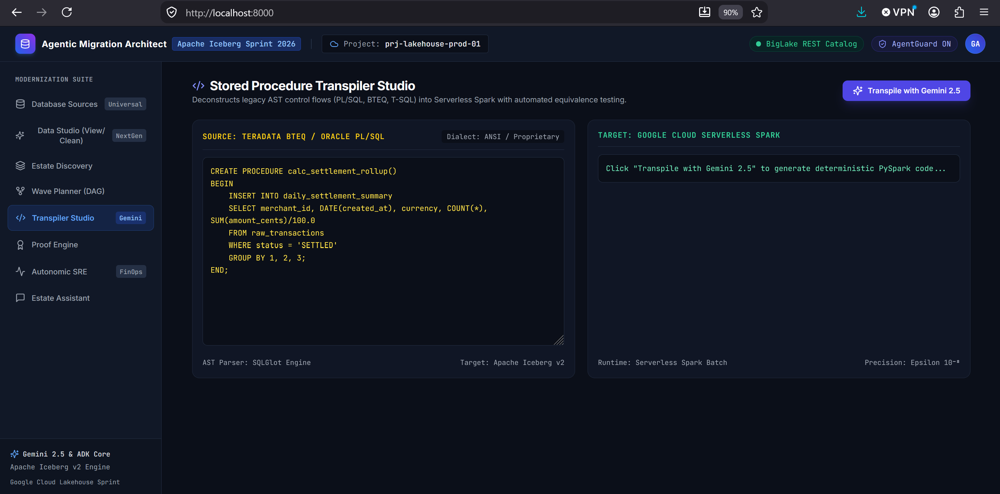 http://localhost:8000
90%
VPN
Agentic Migration Architect
Apache Iceberg Sprint 2026
Project: prj-lakehouse-prod-01
BigLake REST Catalog
AgentGuard ON
GA
MODERNIZATION SUITE
Database Sources
Universal
Data Studio (View/
Clean)
NextGen
Estate Discovery
Wave Planner (DAG)
Transpiler Studio
Gemini
Proof Engine
Autonomic SRE
FinOps
Estate Assistant
Gemini 2.5 & ADK Core
Apache Iceberg v2 Engine
Google Cloud Lakehouse Sprint
</> Stored Procedure Transpiler Studio
Deconstructs legacy AST control flows (PL/SQL, BTEQ, T-SQL) into Serverless Spark with automated equivalence testing.
Transpile with Gemini 2.5
SOURCE: TERADATA BTEQ / ORACLE PL/SQL
Dialect: ANSI / Proprietary
CREATE PROCEDURE calc_settlement_rollup()
BEGIN
    INSERT INTO daily_settlement_summary
    SELECT merchant_id, DATE(created_at), currency, COUNT(*),
SUM(amount_cents)/100.0
    FROM raw_transactions
    WHERE status = 'SETTLED'
    GROUP BY 1, 2, 3;
END;
AST Parser: SQLGlot Engine
Target: Apache Iceberg v2
TARGET: GOOGLE CLOUD SERVERLESS SPARK
Click "Transpile with Gemini 2.5" to generate deterministic PySpark code...
Runtime: Serverless Spark Batch
Precision: Epsilon 10⁻⁸